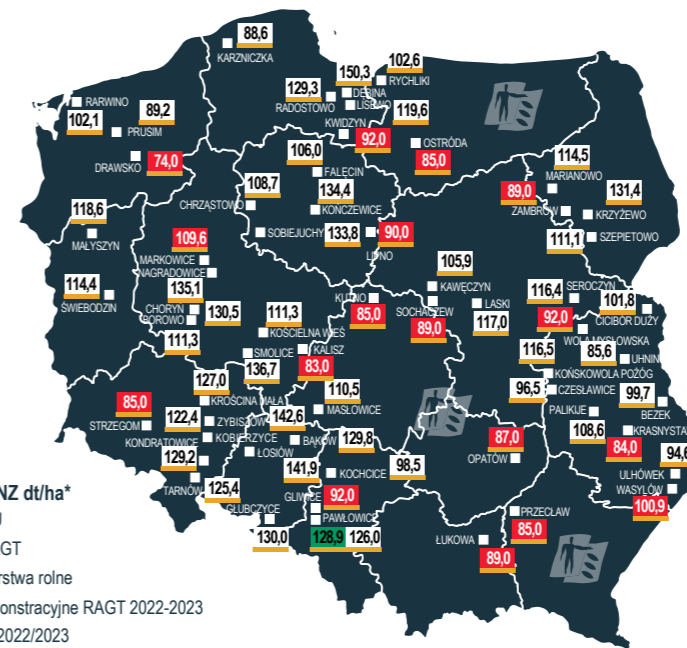 88,6
KARZNICZKA
102,6
RYCHLIKI
150,3
DĘBINA
129,3
RADOSTOWO
LISEWO
RARWINO
102,1
89,2
PRUSIM
119,6
KWIDZYN
92,0
OSTRÓDA
85,0
DRAWSKO
74,0
106,0
FALĘCIN
114,5
MARIANOWO
108,7
CHRZĄSTOWO
134,4
KOŃCZEWICE
89,0
ZAMBRÓW
131,4
KRZYŻEWO
118,6
MAŁYSZYN
109,6
MARKOWICE
NAGRADOWICE
SOBIEJUCHY
133,8
LIPNO
90,0
111,1
SZEPIETOWO
105,9
KAWĘCZYN
114,4
ŚWIEBODZIN
135,1
CHORYŃ
BOROWO
130,5
111,3
111,3
KOŚCIELNA WIEŚ
KUTNO
85,0
SOCHACZEW
89,0
LASKI
117,0
116,4
SEROCZYN
92,0
101,8
CICIBÓR DUŻY
WOLA MYSŁOWSKA
SMOLICE
136,7
KALISZ
83,0
116,5
85,6
UHNIN
KOŃSKOWOLA POŻÓG
127,0
KROŚCINA MAŁA
110,5
MASŁOWICE
96,5
CZESŁAWICE
99,7
BEZEK
85,0
STRZEGOM
122,4
ZYBISZÓW
142,6
PALIKIJE
108,6
KRASNYSTA
84,0
KONDRATOWICE
KOBIERZYCE
BĄKÓW
129,8
87,0
OPATÓW
129,2
ŁOSIÓW
141,9
KOCHCICE
98,5
94,6
ULHÓWEK
WASYLÓW
100,9
TARNÓW
125,4
GLIWICE
92,0
PAWŁOWICE
GŁUBCZYCE
130,0
128,9
126,0
ŁUKOWA
89,0
PRZECŁAW
85,0
NZ dt/ha*
AGT
rstwa rolne
onstracyjne RAGT 2022-2023
2022/2023